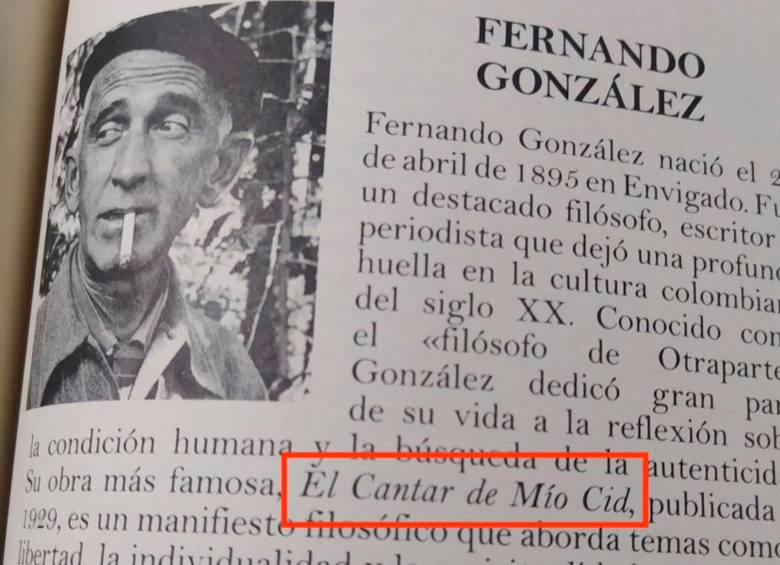 FERNANDO
GONZÁLEZ
Fernando González nació el 2
de abril de 1895 en Envigado. Fu
un destacado filósofo, escritor
periodista que dejó una profun
huella en la cultura colombia
del siglo XX. Conocido con
el «filósofo de Otraparte
González dedicó gran pa
de su vida a la reflexión sob
la condición humana y la búsqueda de la autenticid
Su obra más famosa, El Cantar de Mío Cid, publicada
1929, es un manifiesto filosófico que aborda temas como
libertad, la individualidad y la